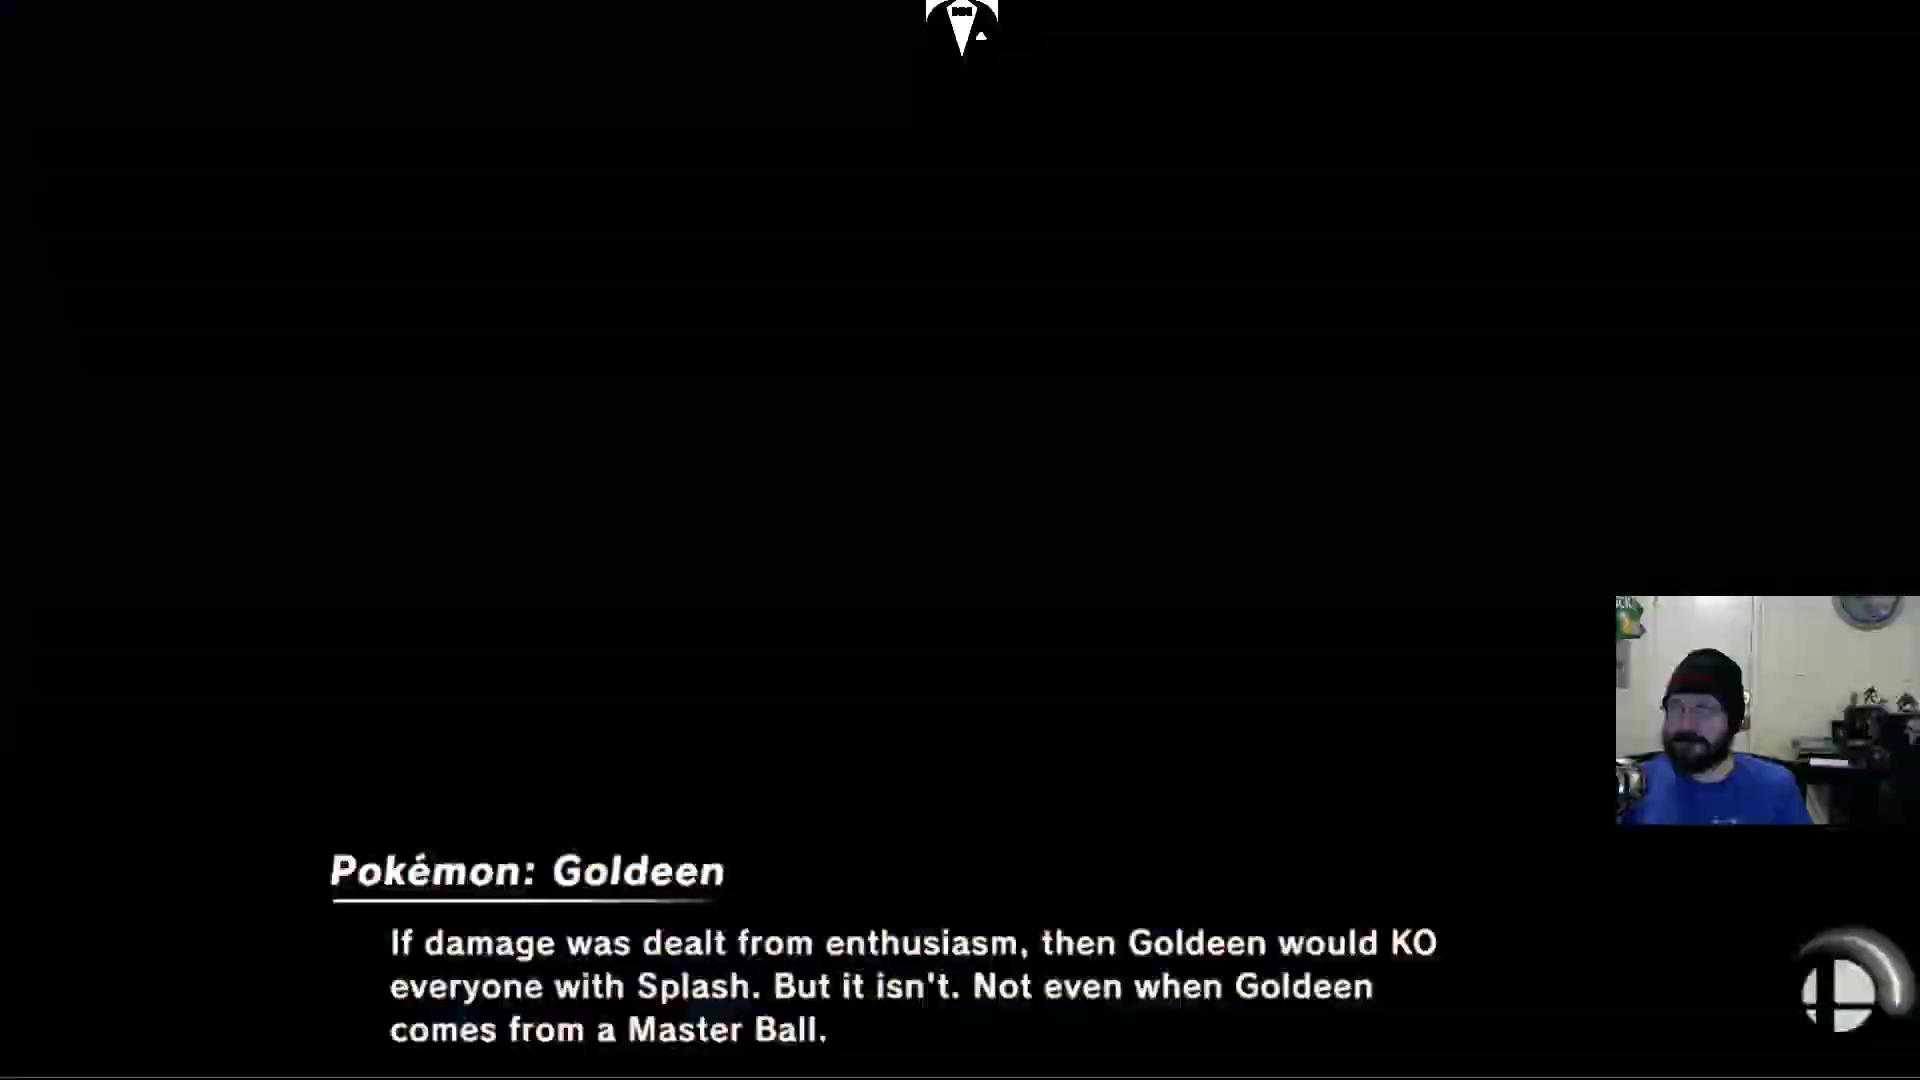 Pokémon: Goldeen
If damage was dealt from enthusiasm, then Goldeen would KO
everyone with Splash. But it isn't. Not even when Goldeen
comes from a Master Ball.